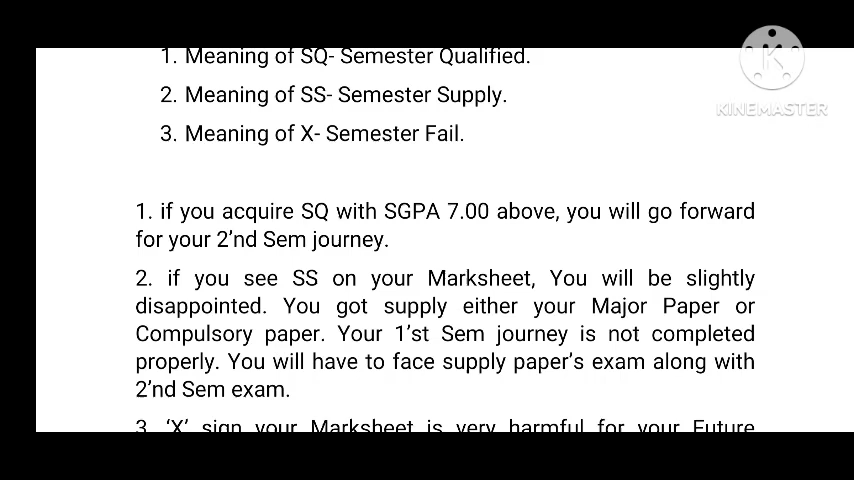 1. Meaning of SQ- Semester Qualified.
2. Meaning of SS- Semester Supply.
3. Meaning of X- Semester Fail.
KINEMASTER
1. if you acquire SQ with SGPA 7.00 above, you will go forward
for your 2’nd Sem journey.
2. if you see SS on your Marksheet, You will be slightly
disappointed. You got supply either your Major Paper or
Compulsory paper. Your 1’st Sem journey is not completed
properly. You will have to face supply paper’s exam along with
2’nd Sem exam.
3. ‘X’ sign your Marksheet is very harmful for your Future